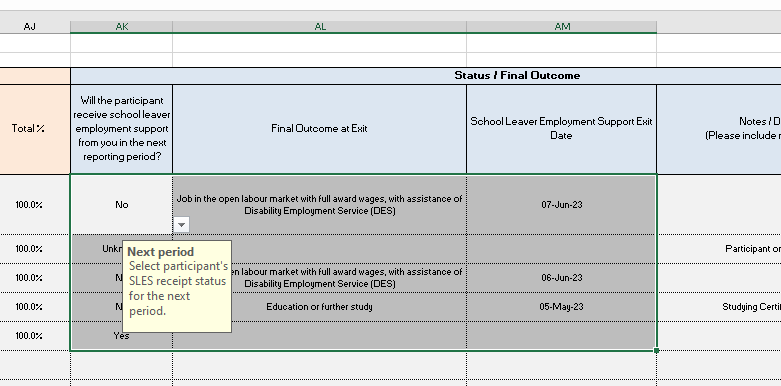 AJ AK AL AM
Status / Final Outcome
Total %
Will the participant
receive school leaver
employment support
from you in the next
reporting period?
Final Outcome at Exit
School Leaver Employment Support Exit
Date
Notes / D
(Please include r
100.0%
No
Job in the open labour market with full award wages, with assistance of
Disability Employment Service (DES)
07-Jun-23
100.0%
Unkn
Participant or
100.0%
N
en labour market with full award wages, with assistance of
Disability Employment Service (DES)
06-Jun-23
100.0%
N
Education or further study
05-May-23
Studying Certif
100.0%
Yes
Next period
Select participant's
SLES receipt status
for the next
period.